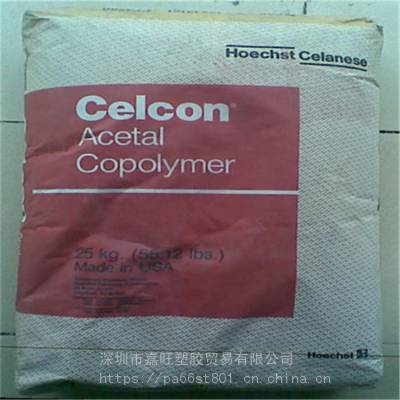 Hoechst Celanese
Celcon®
Acetal
Copolymer
25 kg. (55.12 lbs.)
Made in USA
Hoechst
深圳市嘉旺塑胶贸易有限公司
https://pa66st801.cn.china.cn